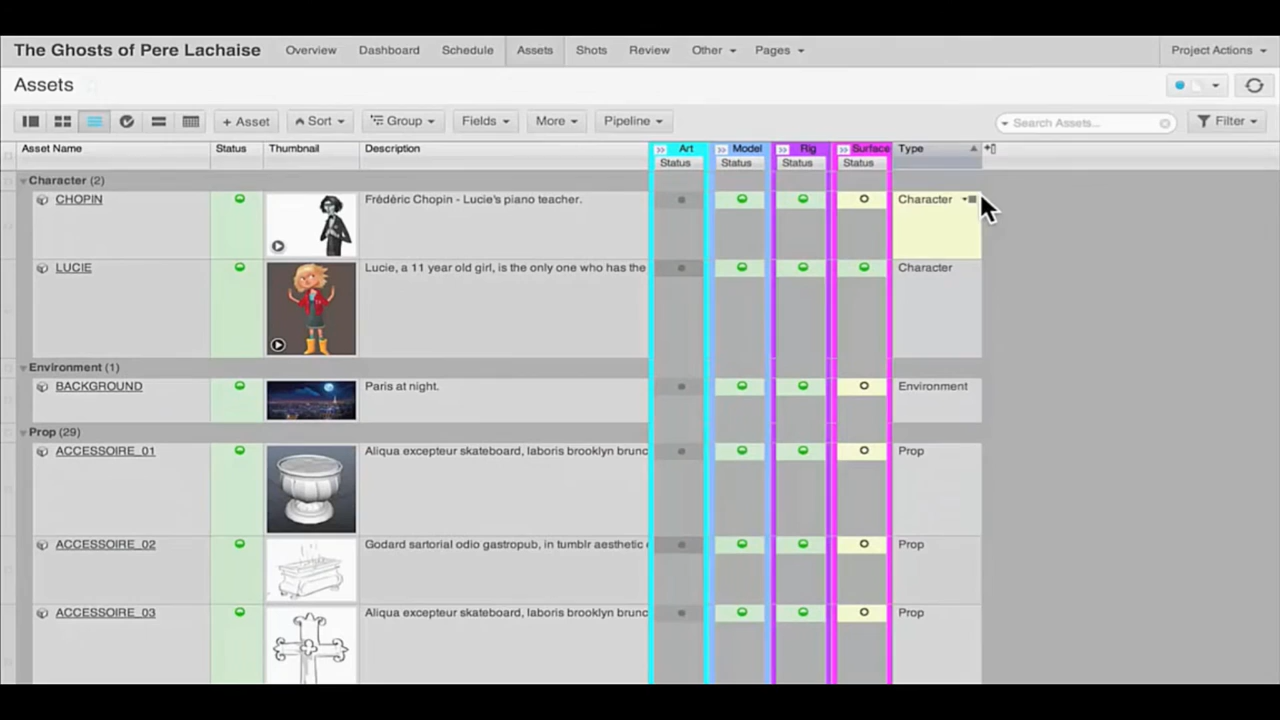 The Ghosts of Pere Lachaise Overview Dashboard Schedule Assets Shots Review Other Pages Project Actions
Assets
+ Asset Sort Group Fields More Pipeline Search Assets... Filter
Asset Name Status Thumbnail Description Art Model Rig Surface Type
Status Status Status Status
Character (2)
CHOPIN Frédéric Chopin - Lucie's piano teacher. Character
LUCIE Lucie, a 11 year old girl, is the only one who has the Character
Environment (1)
BACKGROUND Paris at night. Environment
Prop (29)
ACCESSOIRE_01 Aliqua excepteur skateboard, laboris brooklyn brunc Prop
ACCESSOIRE_02 Godard sartorial odio gastropub, in tumblr aesthetic Prop
ACCESSOIRE_03 Aliqua excepteur skateboard, laboris brooklyn brunc Prop